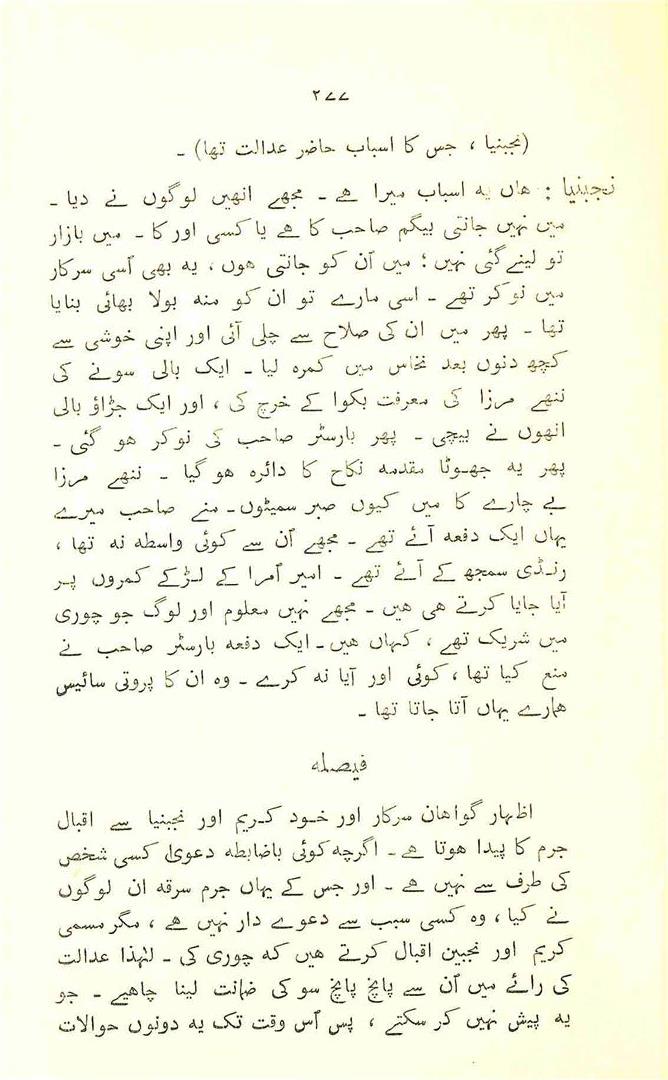 ۲۷۷
(نجبنیا ، جس کا اسباب حاضر عدالت تھا) ۔
نجبنیا : ھاں یہ اسباب میرا ھے ۔ مجھے انھیں لوگوں نے دیا ۔
میں نہیں جانتی بیگم صاحب کا ھے یا کسی اور کا ۔ میں بازار
تو لینے گئی نہیں ؛ میں اُن کو جانتی ھوں ، یہ بھی اُسی سرکار
میں نوکر تھے ۔ اسی مارے تو ان کو منہ بولا بھائی بنایا
تھا ۔ پھر میں ان کی صلاح سے چلی آئی اور اپنی خوشی سے
کچھ دنوں بعد نخاس میں کمرہ لیا ۔ ایک بالی سونے کی
ننھے مرزا کی معرفت بکوا کے خرچ کی ، اور ایک جڑاؤ بالی
انھوں نے بیچی ۔ پھر بارسٹر صاحب کی نوکر ھو گئی ۔
پھر یہ جھوٹا مقدمہ نکاح کا دائرہ ھو گیا ۔ ننھے مرزا
بے چارے کا میں کیوں صبر سمیٹوں ۔ منے صاحب میرے
یہاں ایک دفعہ آئے تھے ۔ مجھے اُن سے کوئی واسطہ نہ تھا ،
رنڈی سمجھ کے آئے تھے ۔ امیر اُمرا کے لڑکے کمروں پر
آیا جایا کرتے ھی ھیں ۔ مجھے نہیں معلوم اور لوگ جو چوری
میں شریک تھے ، کہاں ھیں ۔ ایک دفعہ بارسٹر صاحب نے
منع کیا تھا ، کوئی اور آیا نہ کرے ۔ وہ ان کا پروتی سائیس
ھمارے یہاں آتا جاتا تھا ۔
فیصلہ
اظہار گواھان سرکار اور خود کریم اور نجبنیا سے اقبال
جرم کا پیدا ھوتا ھے ۔ اگرچہ کوئی باضابطہ دعویٰ کسی شخص
کی طرف سے نہیں ھے ۔ اور جس کے یہاں جرم سرقہ ان لوگوں
نے کیا ، وہ کسی سبب سے دعوے دار نہیں ھے ، مگر مسمی
کریم اور نجبین اقبال کرتے ھیں کہ چوری کی ۔ لہٰذا عدالت
کی رائے میں اُن سے پانچ پانچ سو کی ضمانت لینا چاھیے ۔ جو
یہ پیش نہیں کر سکتے ، پس اُس وقت تک یہ دونوں حوالات